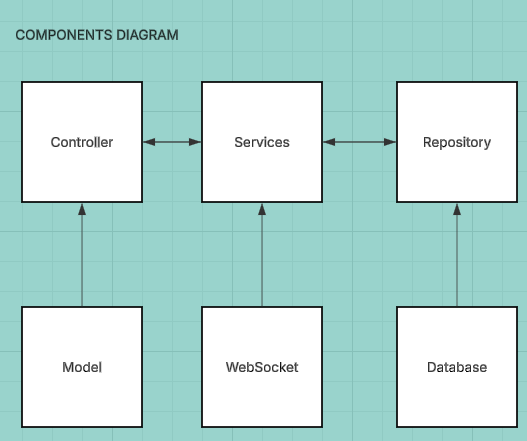 COMPONENTS DIAGRAM
Controller
Services
Repository
Model
WebSocket
Database